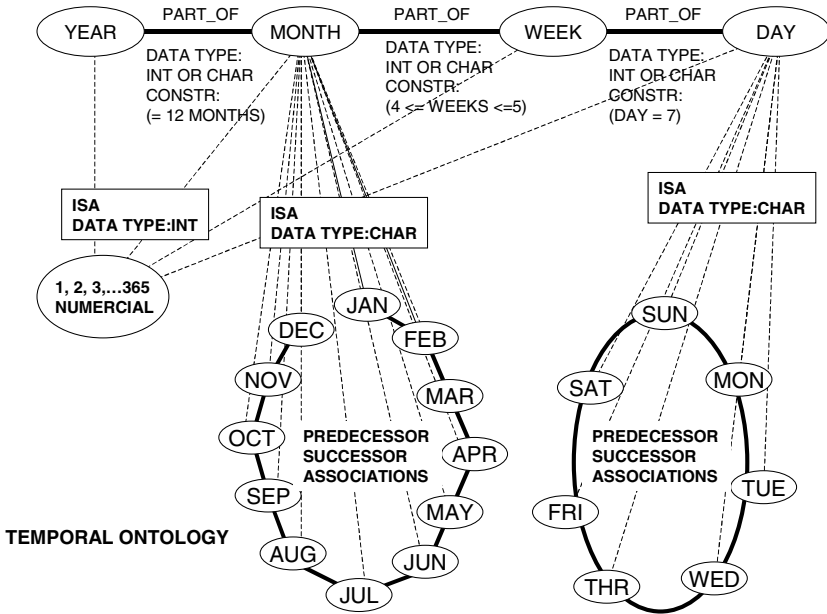 PART_OF
PART_OF
PART_OF
YEAR
MONTH
WEEK
DAY
DATA TYPE:
INT OR CHAR
CONSTR:
(= 12 MONTHS)
DATA TYPE:
INT OR CHAR
CONSTR:
(4 <= WEEKS <=5)
DATA TYPE:
INT OR CHAR
CONSTR:
(DAY = 7)
ISA
DATA TYPE:INT
ISA
DATA TYPE:CHAR
ISA
DATA TYPE:CHAR
1, 2, 3,...365
NUMERCIAL
JAN
FEB
MAR
APR
MAY
JUN
JUL
AUG
SEP
OCT
NOV
DEC
PREDECESSOR
SUCCESSOR
ASSOCIATIONS
SUN
MON
TUE
WED
THR
FRI
SAT
PREDECESSOR
SUCCESSOR
ASSOCIATIONS
TEMPORAL ONTOLOGY